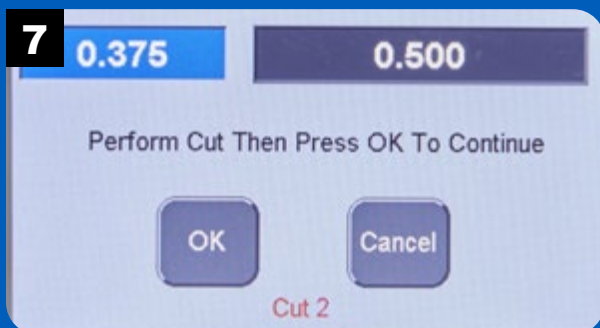 7
0.375 0.500
Perform Cut Then Press OK To Continue
OK Cancel
Cut 2